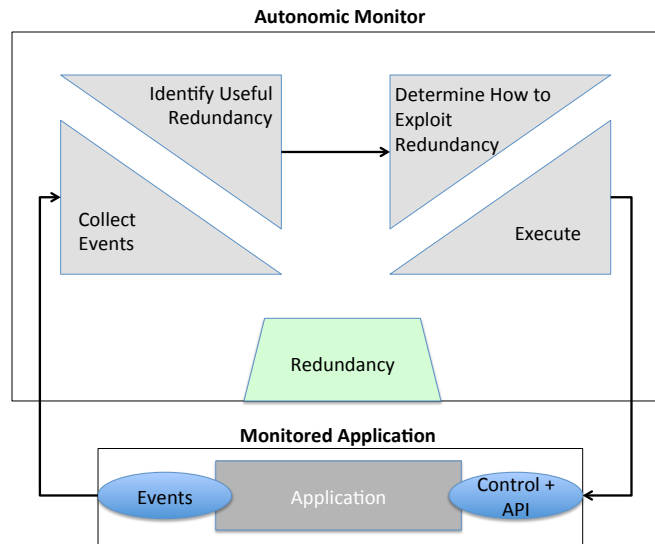 Autonomic Monitor
Identify Useful
Redundancy
Determine How to
Exploit
Redundancy
Collect
Events
Execute
Redundancy
Monitored Application
Events
Application
Control +
API